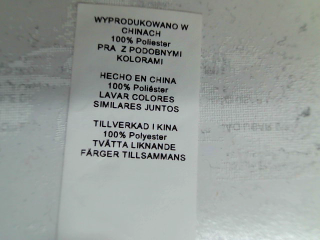 WYPRODUKOWANO W
CHINACH
100% Poliester
PRA Z PODOBNYMI
KOLORAMI
HECHO EN CHINA
100% Poliéster
LAVAR COLORES
SIMILARES JUNTOS
TILLVERKAD I KINA
100% Polyester
TVÄTTA LIKNANDE
FÄRGER TILLSAMMANS